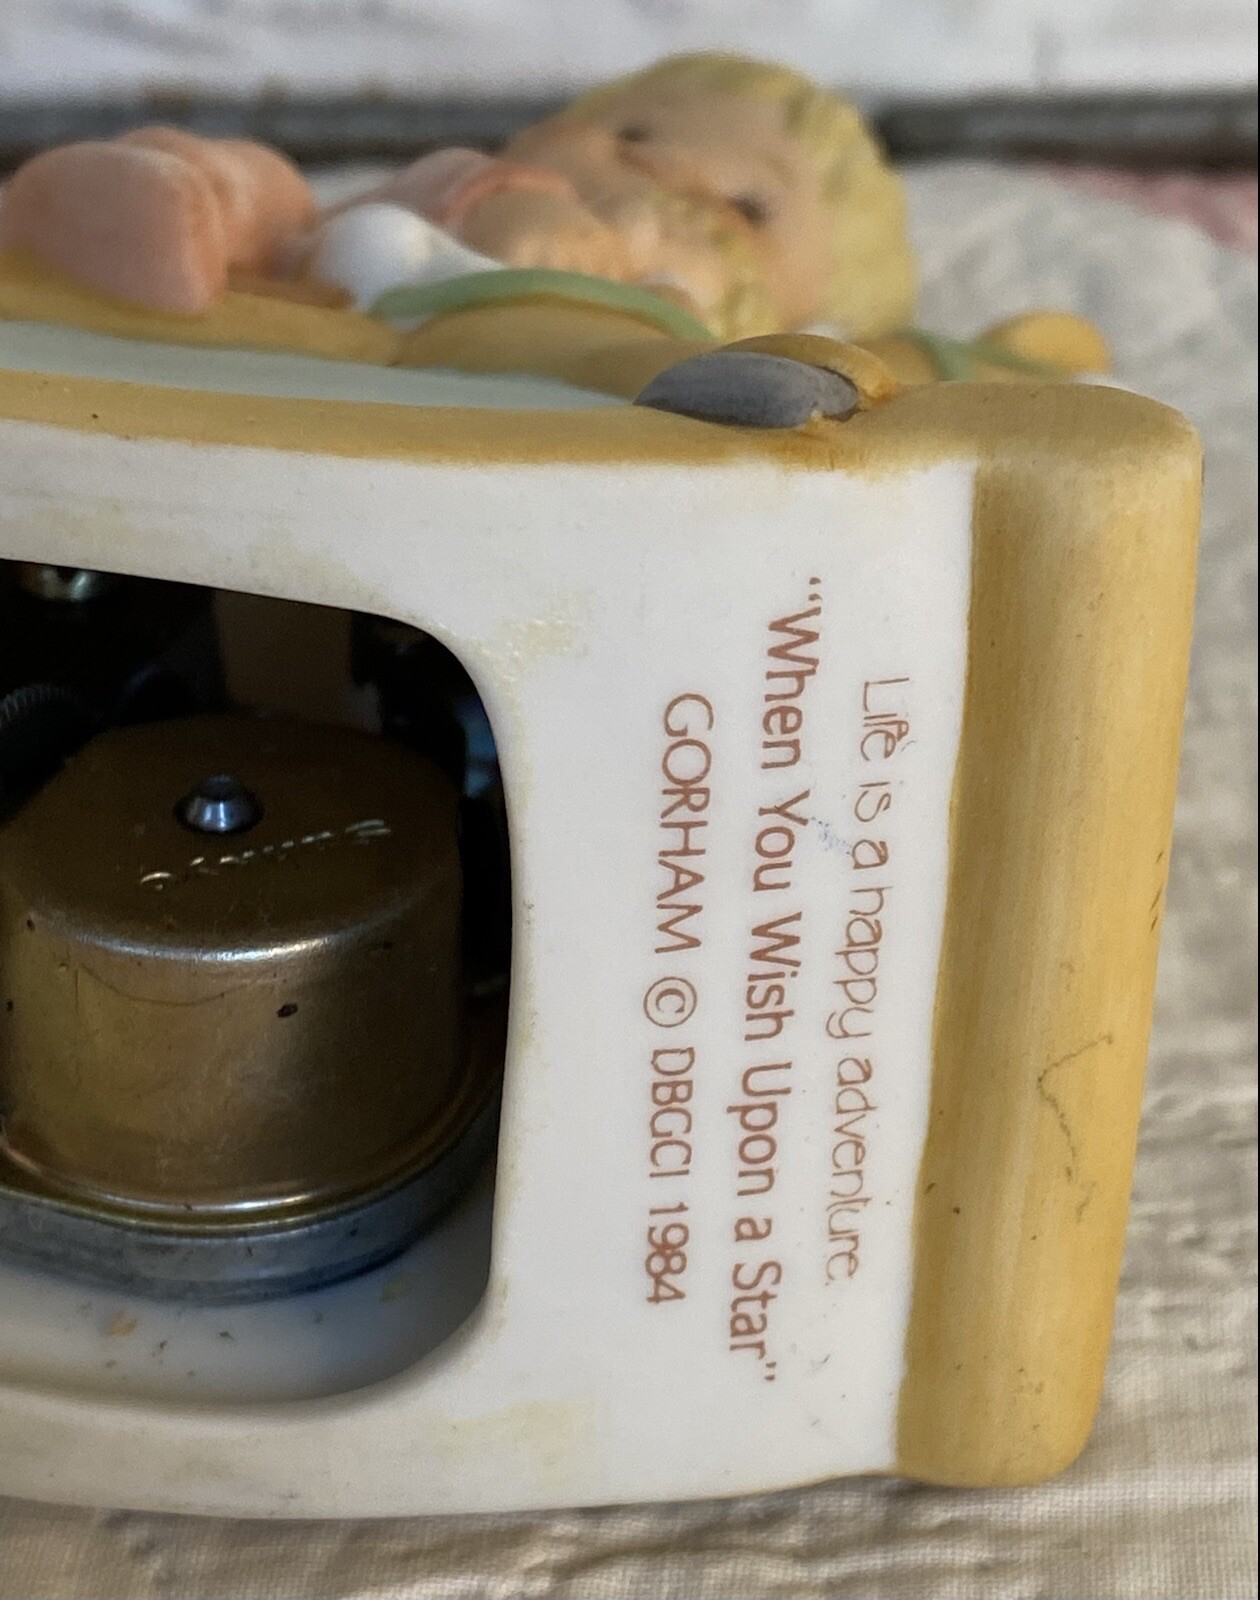 Life is a happy adventure.
“When You Wish Upon a Star”
GORHAM © DBGCI 1984